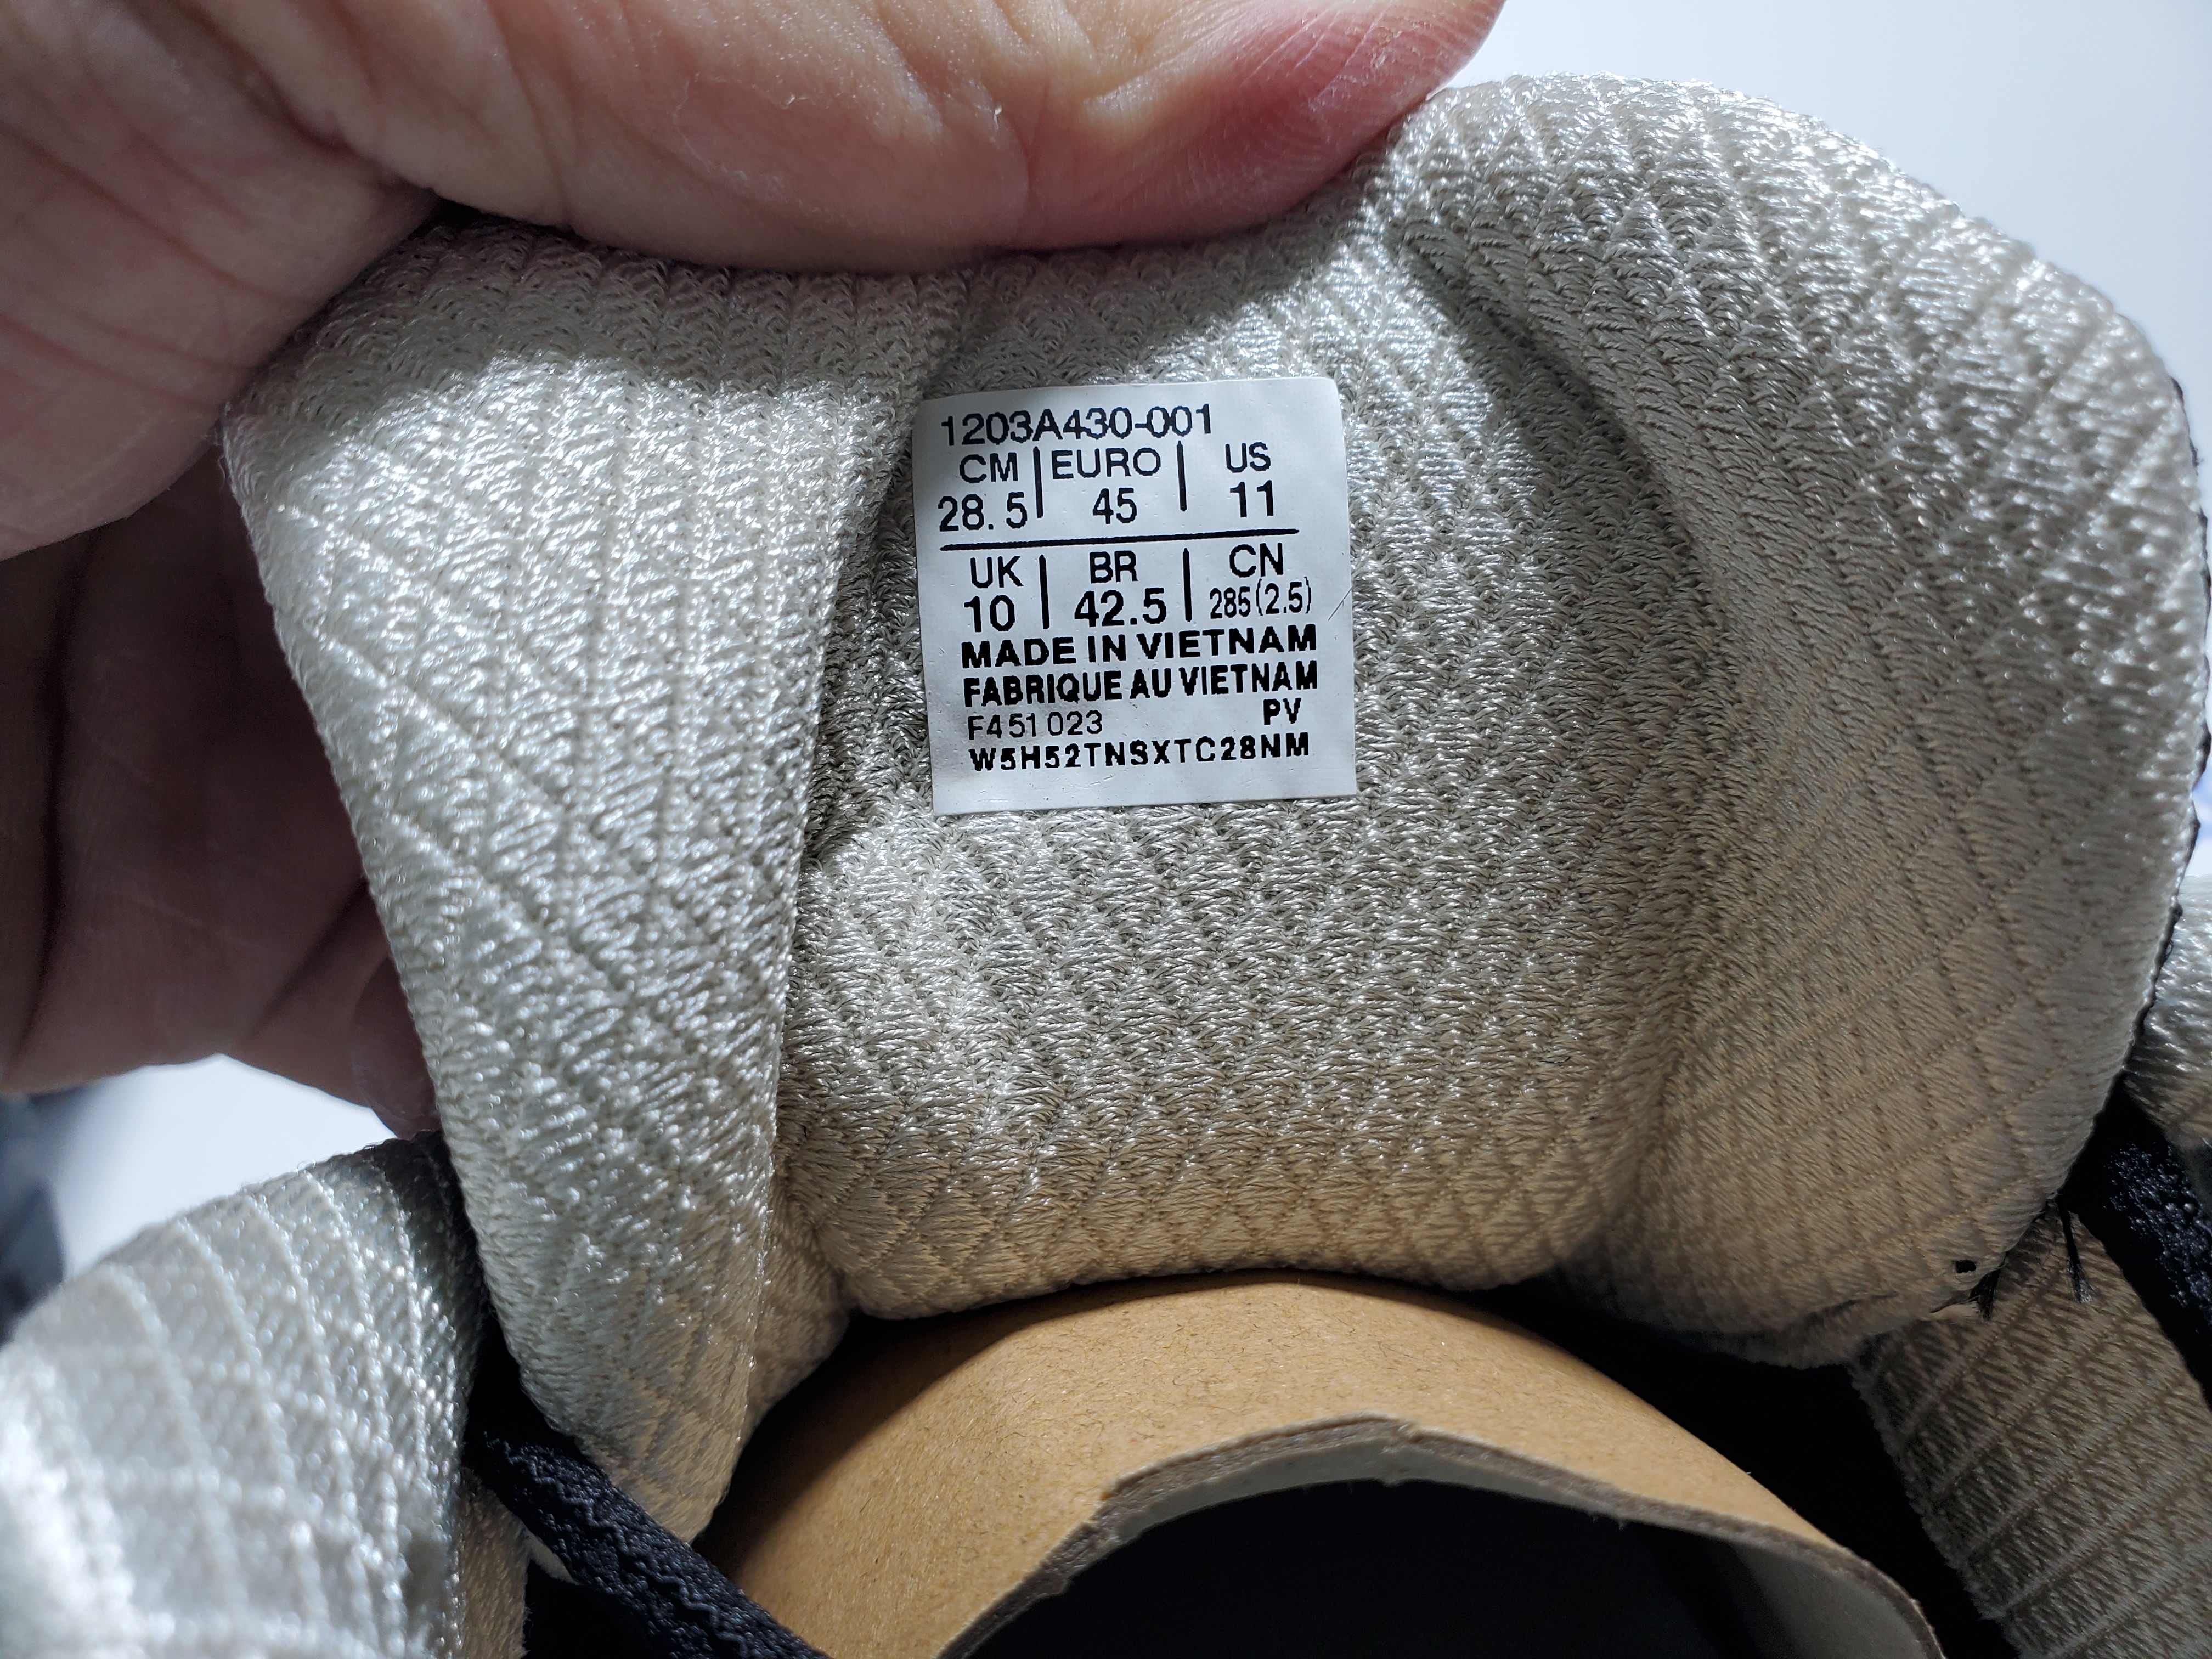 1203A430-001
CM | EURO | US
28.5 | 45 | 11
UK | BR | CN
10 | 42.5 | 285(2.5)
MADE IN VIETNAM
FABRIQUE AU VIETNAM
F451023 PV
W5H52TNSXTC28NM